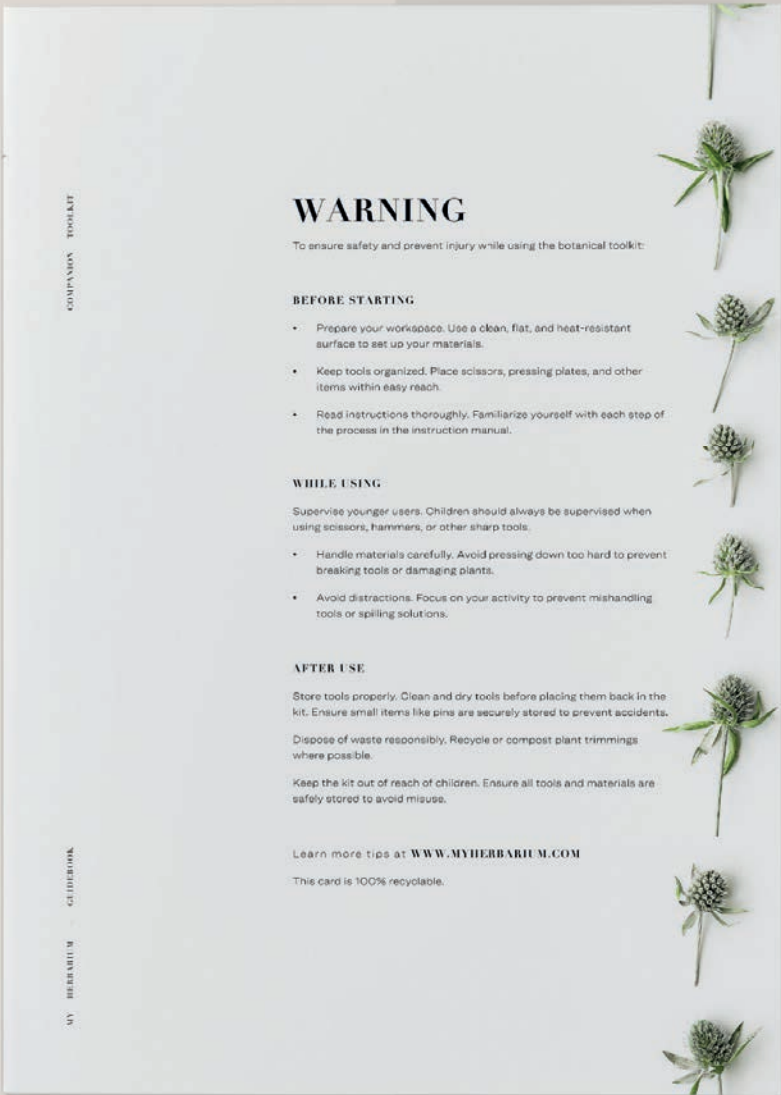 COMPANION TOOLKIT
WARNING
To ensure safety and prevent injury while using the botanical toolkit:
BEFORE STARTING
• Prepare your workspace. Use a clean, flat, and heat-resistant
surface to set up your materials.
• Keep tools organized. Place scissors, pressing plates, and other
items within easy reach.
• Read instructions thoroughly. Familiarize yourself with each step of
the process in the instruction manual.
WHILE USING
Supervise younger users. Children should always be supervised when
using scissors, hammers, or other sharp tools.
• Handle materials carefully. Avoid pressing down too hard to prevent
breaking tools or damaging plants.
• Avoid distractions. Focus on your activity to prevent mishandling
tools or spilling solutions.
AFTER USE
Store tools properly. Clean and dry tools before placing them back in the
kit. Ensure small items like pins are securely stored to prevent accidents.
Dispose of waste responsibly. Recycle or compost plant trimmings
where possible.
Keep the kit out of reach of children. Ensure all tools and materials are
safely stored to avoid misuse.
Learn more tips at WWW.MYHERBARIUM.COM
This card is 100% recyclable.
MY HERBARIUM . GUIDEBOOK